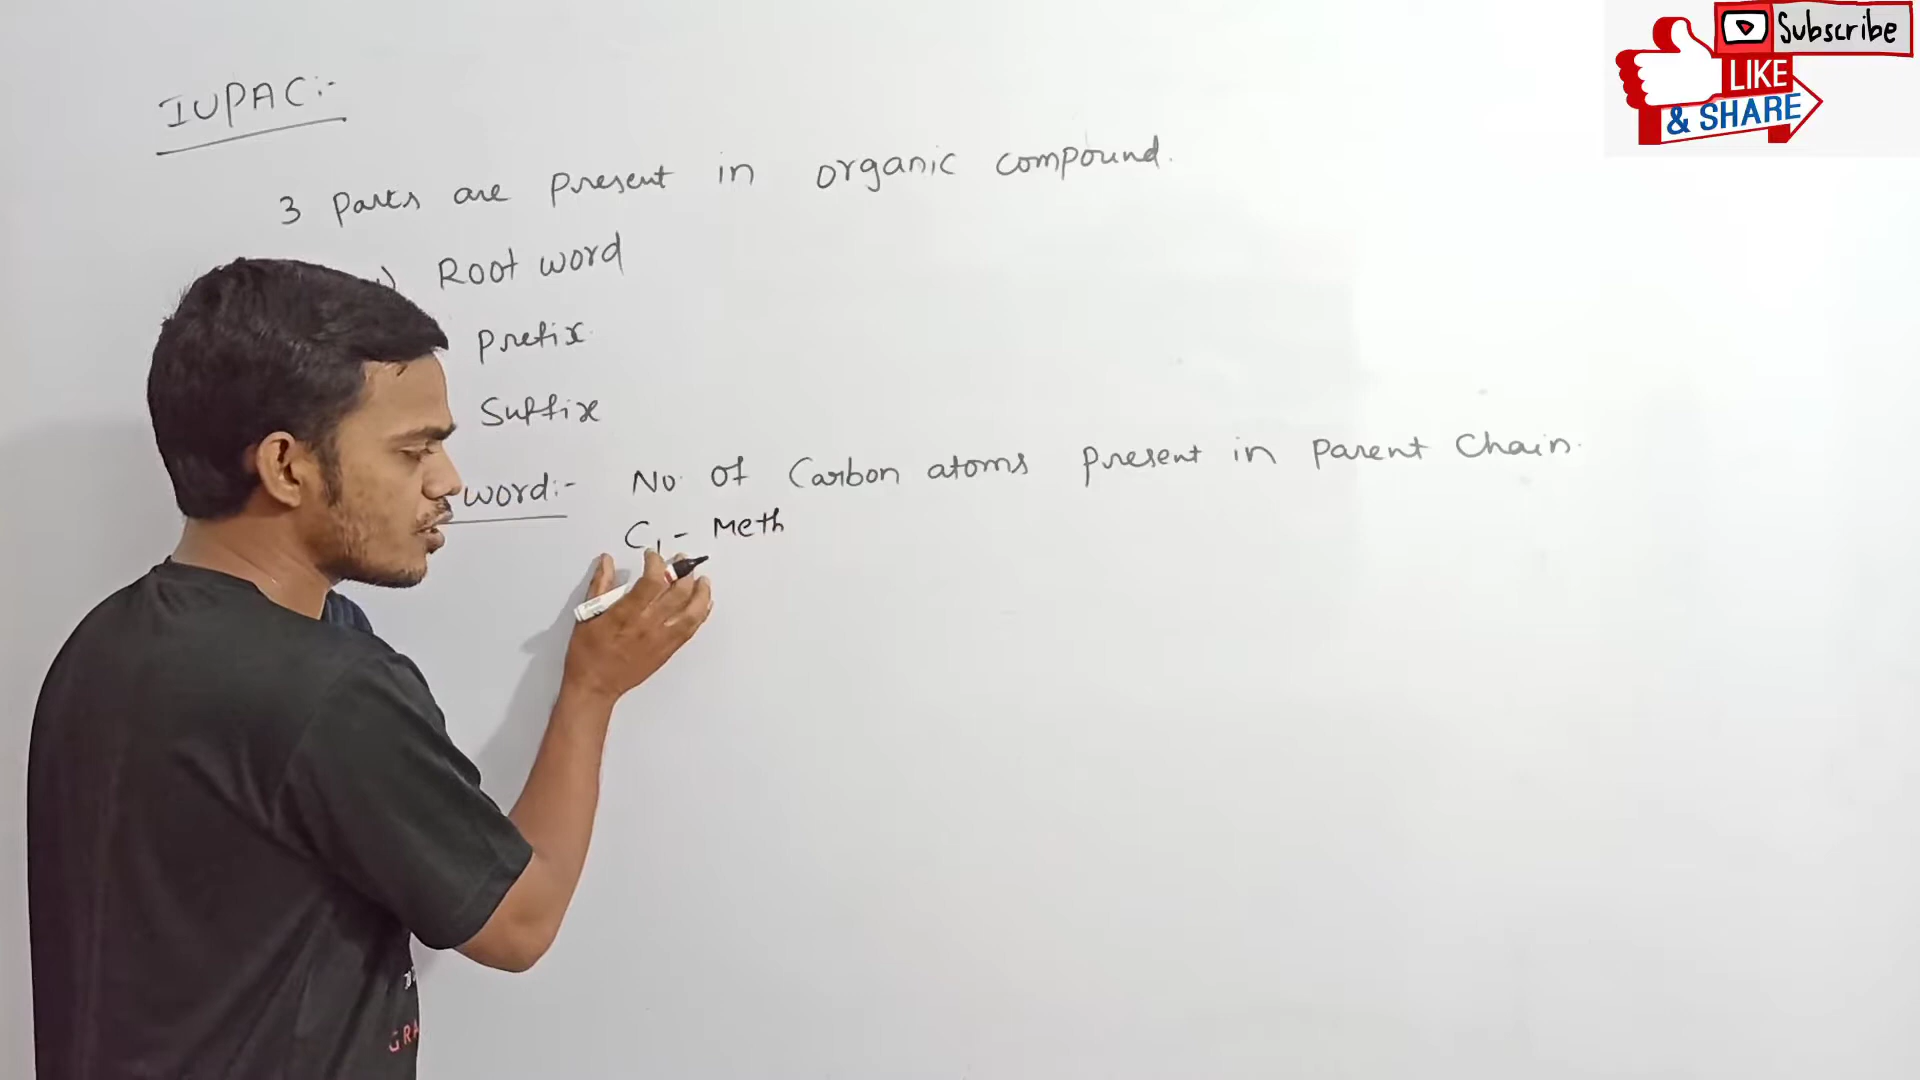 Subscribe
LIKE
& SHARE
IUPAC:-
3 Parts are Present in organic compound.
Root word
Prefix
Suffix
word:- No. of Carbon atoms present in Parent Chain.
C1 - Meth